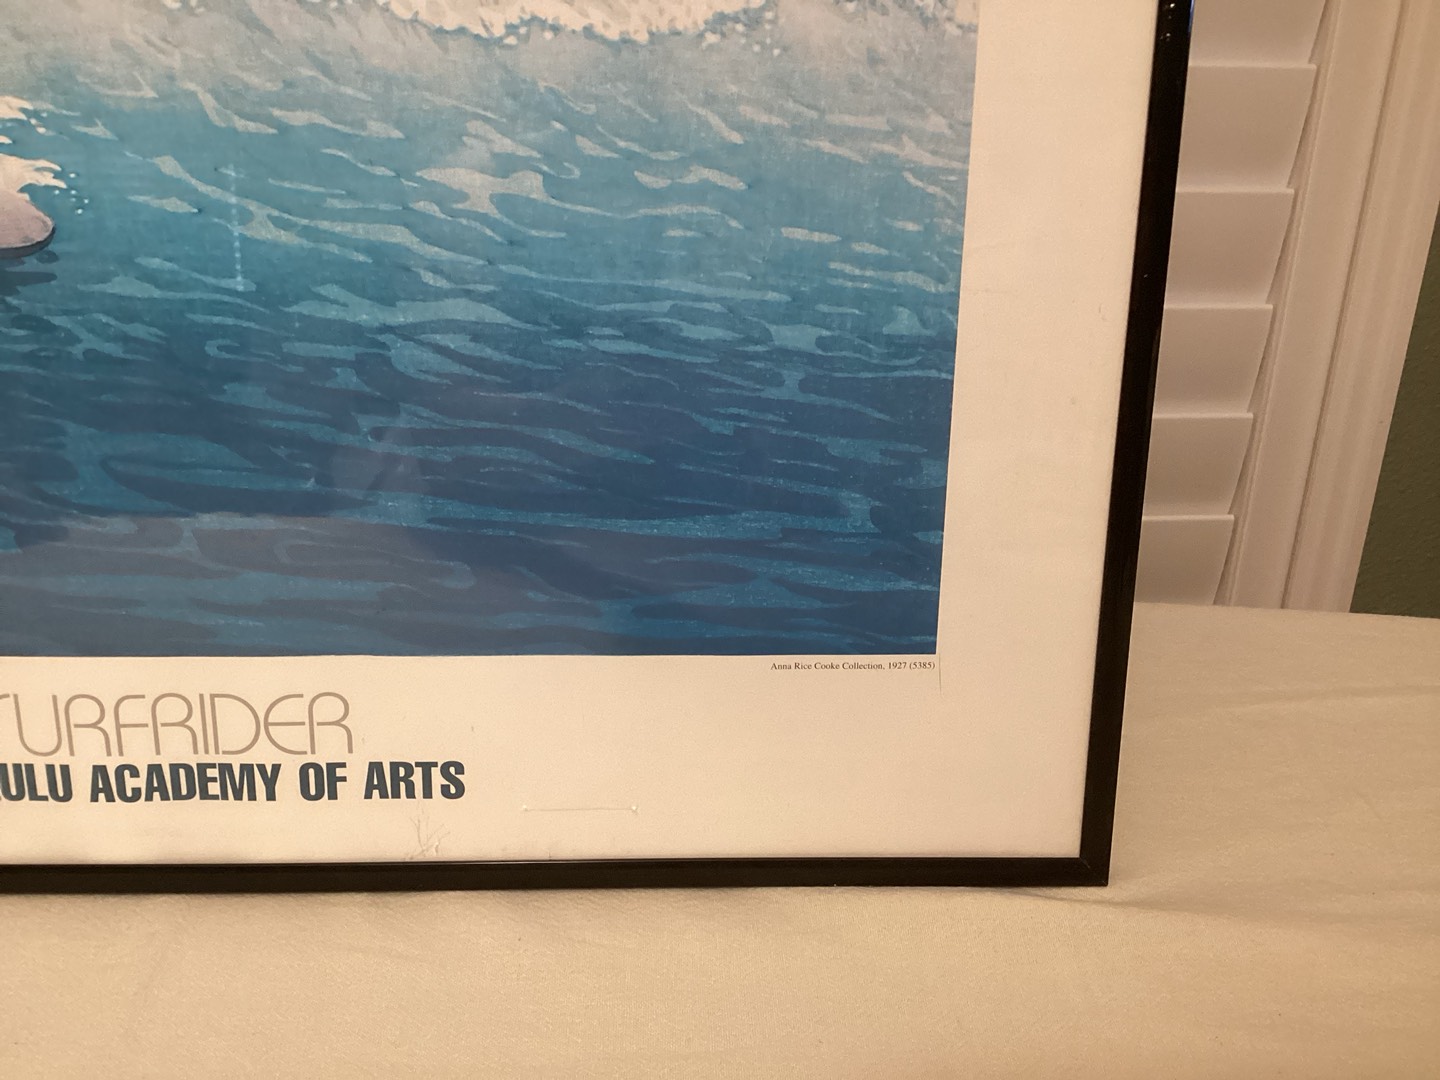 Anna Rice Cooke Collection, 1927 (5385)
URFRIDER
ULU ACADEMY OF ARTS